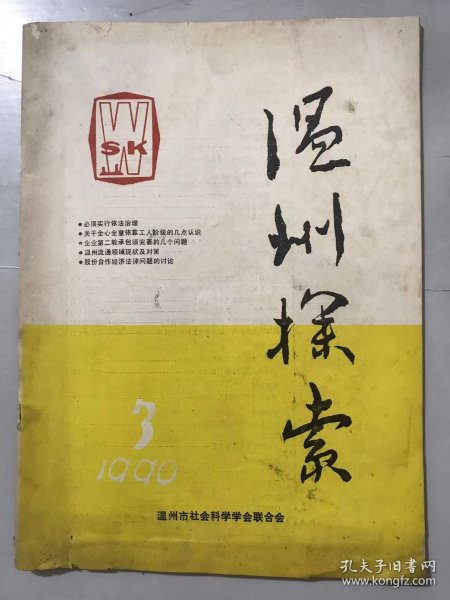 W
SK
温州探索
●必须实行依法治理
●关于全心全意依靠工人阶级的几点认识
●企业第二轮承包须完善的几个问题
●温州流通领域现状及对策
●股份合作经济法律问题的讨论
3
1990
温州市社会科学学会联合会
孔夫子旧书网
www.kongfz.com